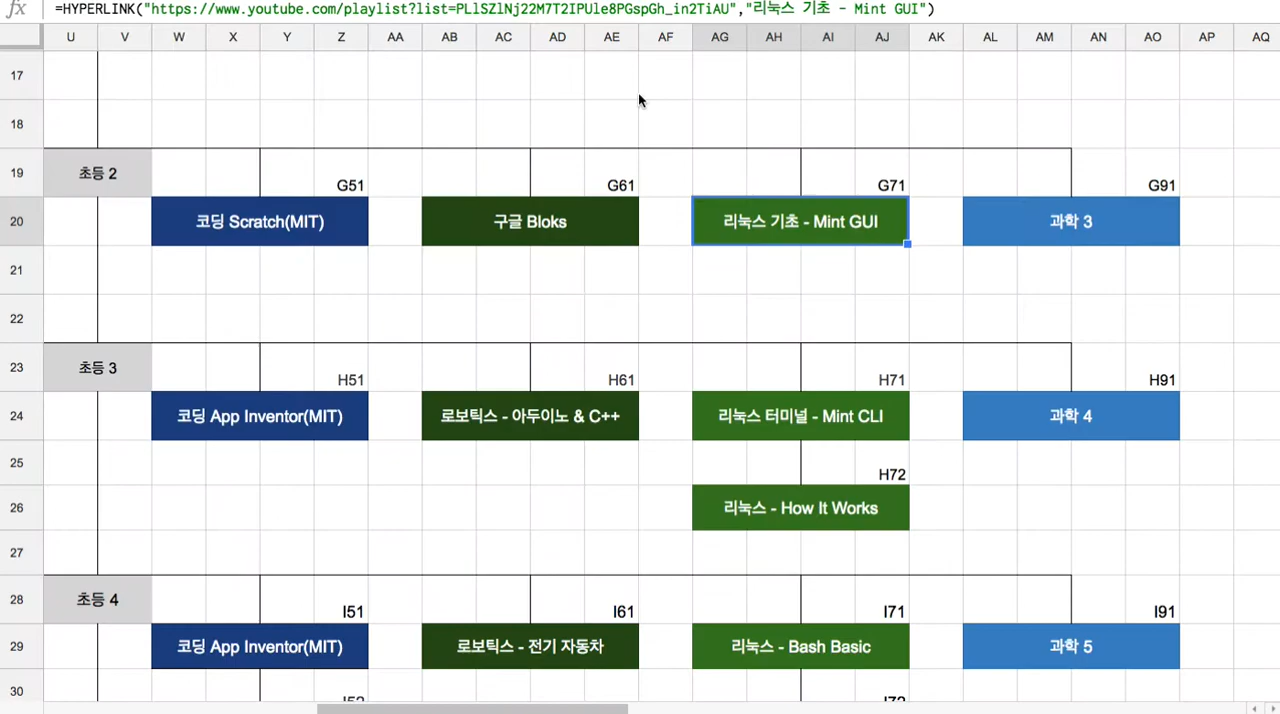 fx =HYPERLINK("https://www.youtube.com/playlist?list=PLlSZlNj22M7T2IPUle8PGspGh_in2TiAU","리눅스 기초 - Mint GUI")
U V W X Y Z AA AB AC AD AE AF AG AH AI AJ AK AL AM AN AO AP AQ
17
18
19 초등 2 G51 G61 G71 G91
20 코딩 Scratch(MIT) 구글 Bloks 리눅스 기초 - Mint GUI 과학 3
21
22
23 초등 3 H51 H61 H71 H91
24 코딩 App Inventor(MIT) 로보틱스 - 아두이노 & C++ 리눅스 터미널 - Mint CLI 과학 4
25 H72
26 리눅스 - How It Works
27
28 초등 4 I51 I61 I71 I91
29 코딩 App Inventor(MIT) 로보틱스 - 전기 자동차 리눅스 - Bash Basic 과학 5
30 I52 I72